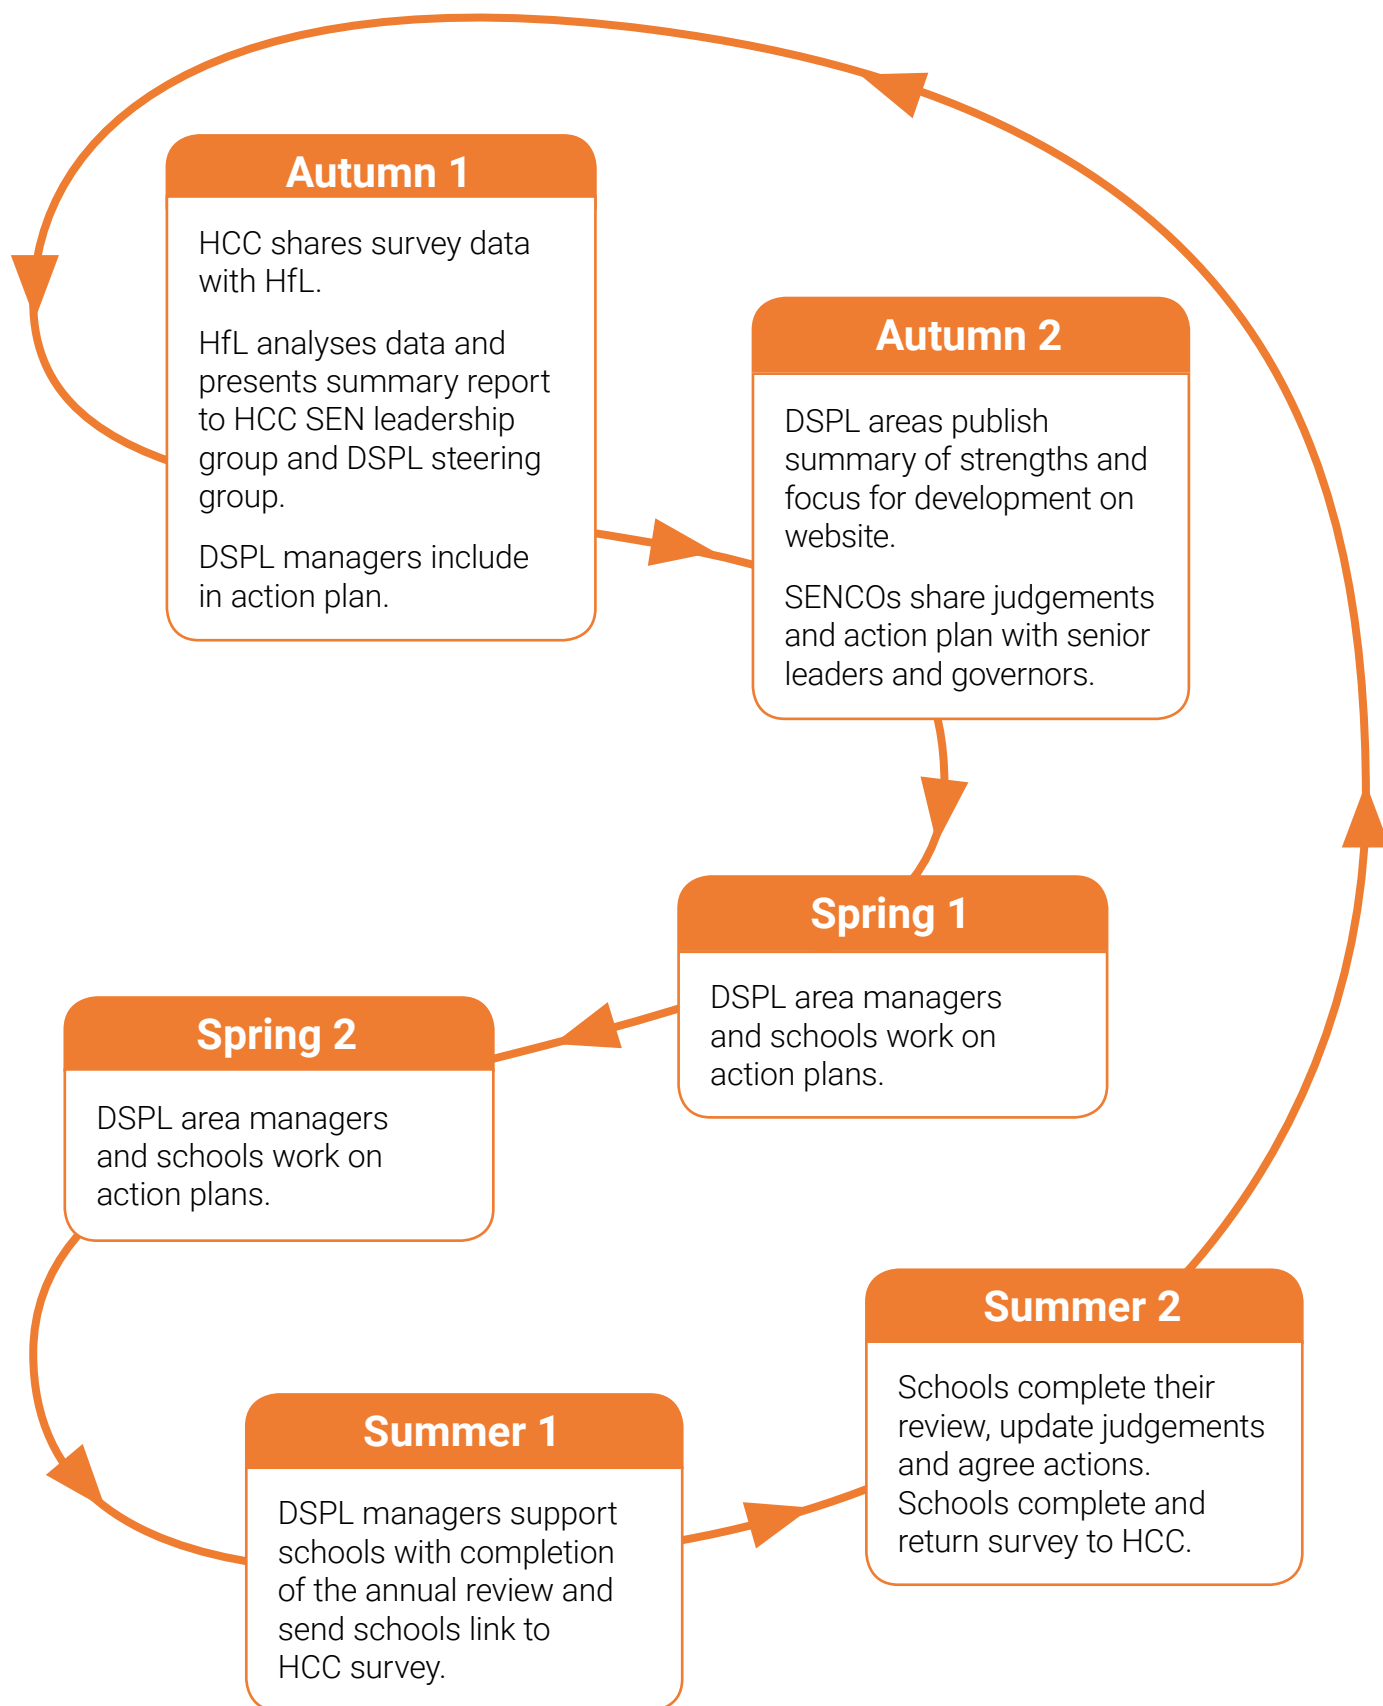 Autumn 1
HCC shares survey data
with HfL.
HfL analyses data and
presents summary report
to HCC SEN leadership
group and DSPL steering
group.
DSPL managers include
in action plan.
Autumn 2
DSPL areas publish
summary of strengths and
focus for development on
website.
SENCOs share judgements
and action plan with senior
leaders and governors.
Spring 1
DSPL area managers
and schools work on
action plans.
Spring 2
DSPL area managers
and schools work on
action plans.
Summer 1
DSPL managers support
schools with completion
of the annual review and
send schools link to
HCC survey.
Summer 2
Schools complete their
review, update judgements
and agree actions.
Schools complete and
return survey to HCC.